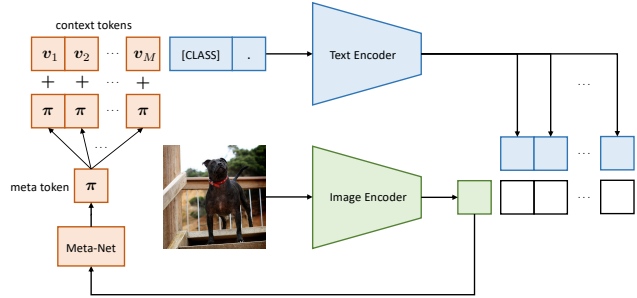 context tokens
v1 v2 ... vM [CLASS] .
+ + ... +
π π ... π
...
meta token π
Meta-Net
Text Encoder
...
Image Encoder
...
...